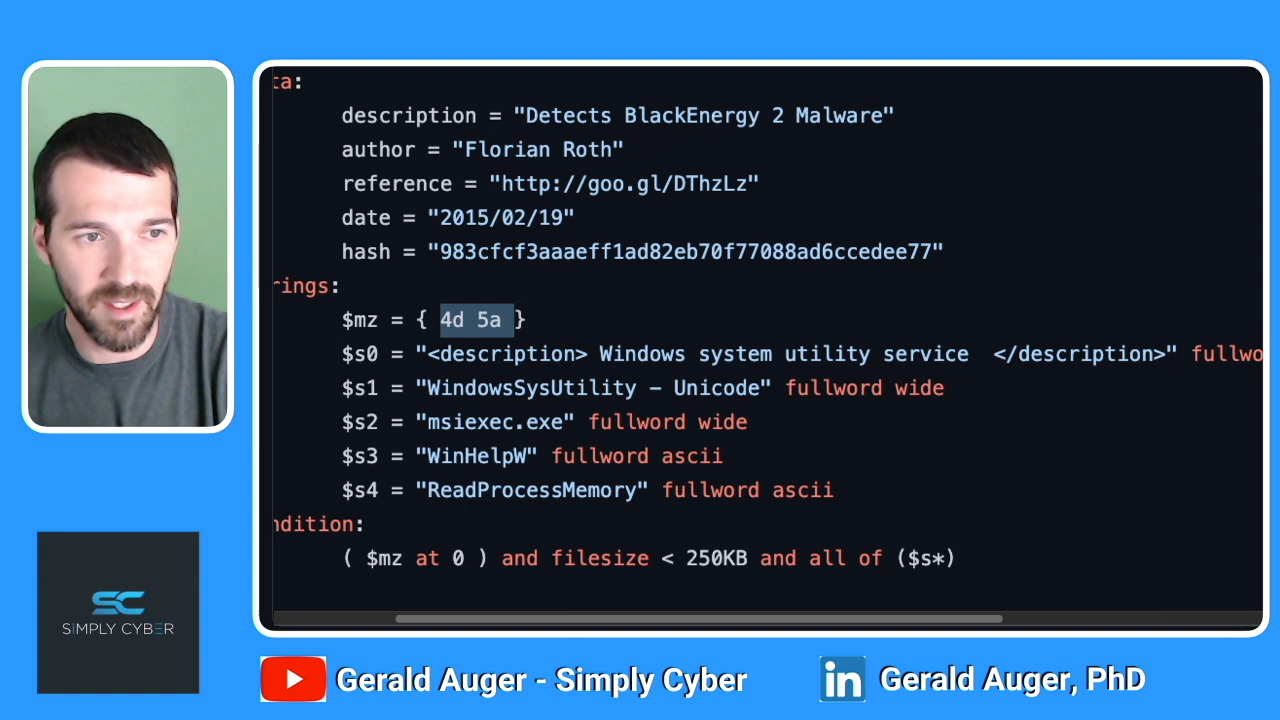 ta:
description = "Detects BlackEnergy 2 Malware"
author = "Florian Roth"
reference = "http://goo.gl/DThzLz"
date = "2015/02/19"
hash = "983cfcf3aaaeff1ad82eb70f77088ad6ccedee77"
rings:
$mz = { 4d 5a }
$s0 = "<description> Windows system utility service  </description>" fullwo
$s1 = "WindowsSysUtility - Unicode" fullword wide
$s2 = "msiexec.exe" fullword wide
$s3 = "WinHelpW" fullword ascii
$s4 = "ReadProcessMemory" fullword ascii
ndition:
( $mz at 0 ) and filesize < 250KB and all of ($s*)
SC
SIMPLY CYBER
Gerald Auger - Simply Cyber
in Gerald Auger, PhD